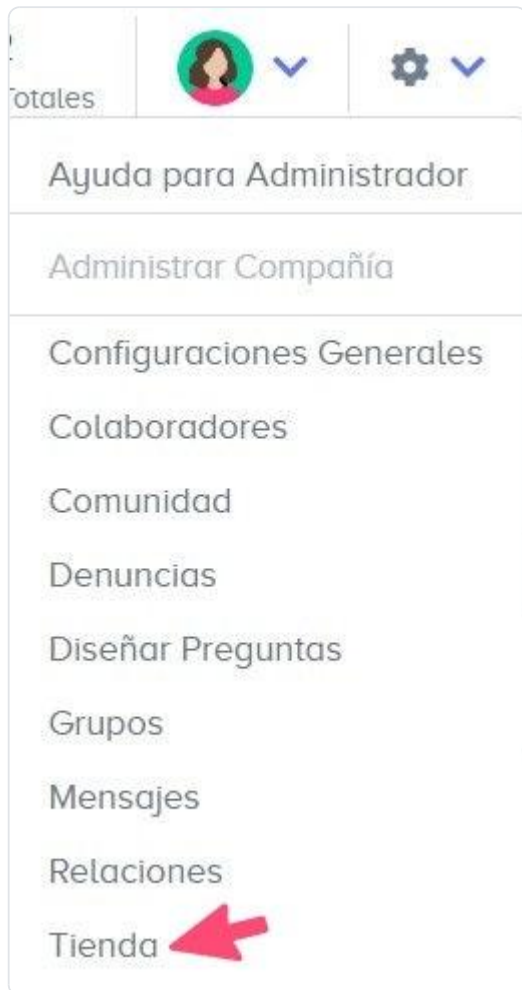 Totales
Ayuda para Administrador
Administrar Compañía
Configuraciones Generales
Colaboradores
Comunidad
Denuncias
Diseñar Preguntas
Grupos
Mensajes
Relaciones
Tienda